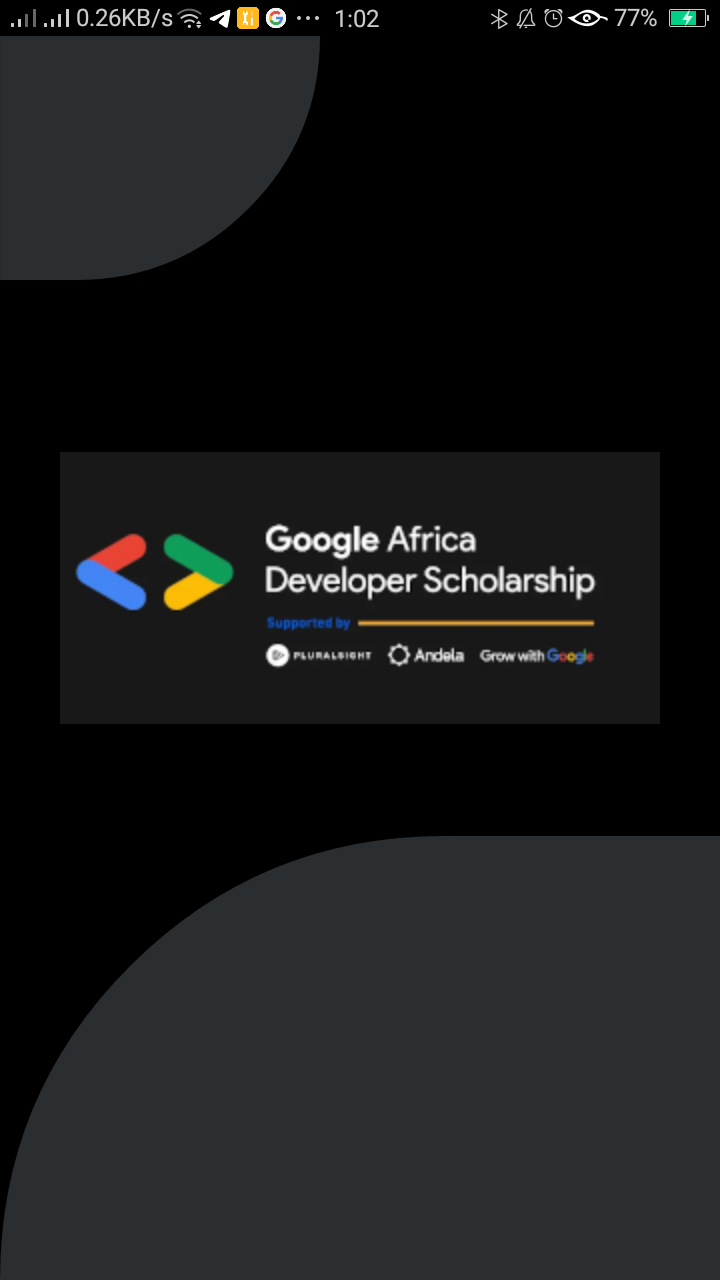 0.26KB/s 1:02 77%
Google Africa
Developer Scholarship
Supported by
PLURALSIGHT Andela Grow with Google